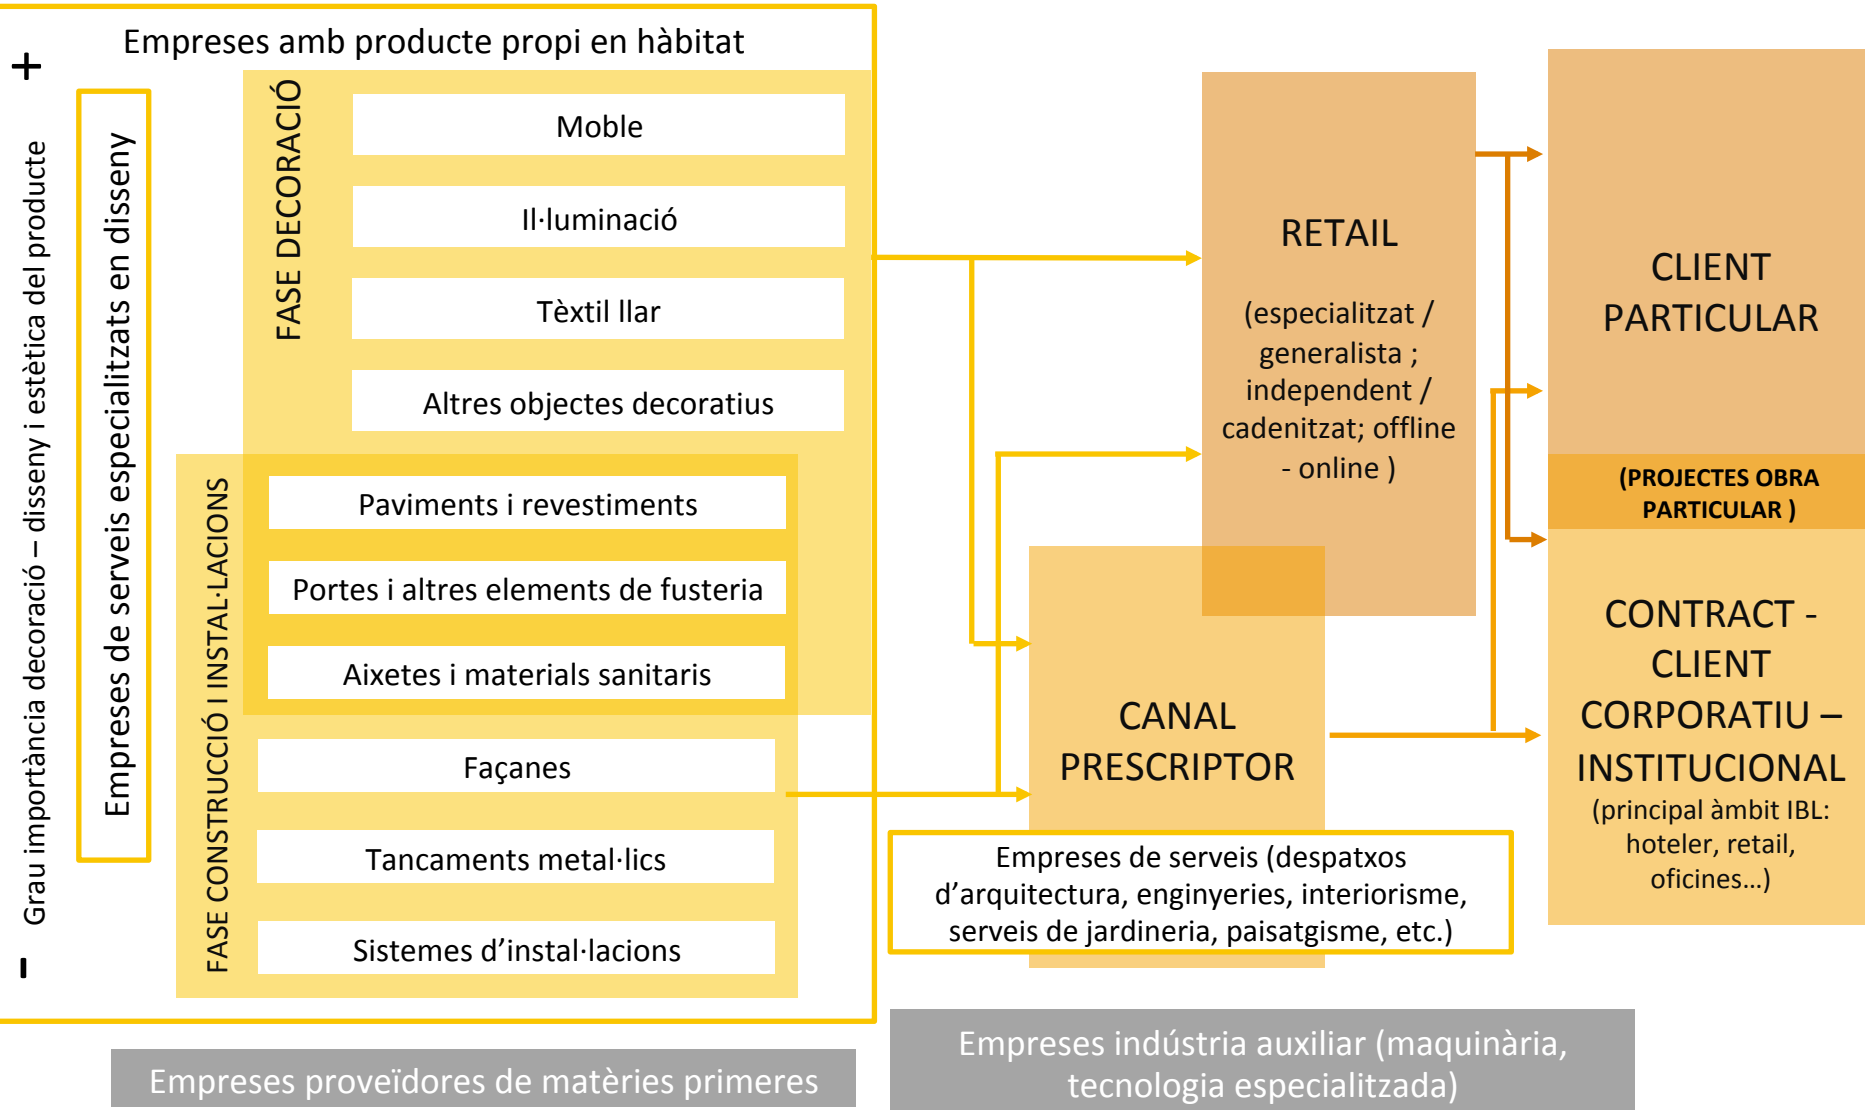 Empreses amb producte propi en hàbitat
+
Grau importància decoració – disseny i estètica del producte
-
Empreses de serveis especialitzats en disseny
FASE DECORACIÓ
Moble
Il·luminació
Tèxtil llar
Altres objectes decoratius
FASE CONSTRUCCIÓ I INSTAL·LACIONS
Paviments i revestiments
Portes i altres elements de fusteria
Aixetes i materials sanitaris
Façanes
Tancaments metal·lics
Sistemes d’instal·lacions
RETAIL
(especialitzat /
generalista ;
independent /
cadenitzat; offline
- online )
CANAL
PRESCRIPTOR
Empreses de serveis (despatxos
d’arquitectura, enginyeries, interiorisme,
serveis de jardineria, paisatgisme, etc.)
CLIENT
PARTICULAR
(PROJECTES OBRA
PARTICULAR )
CONTRACT -
CLIENT
CORPORATIU –
INSTITUCIONAL
(principal àmbit IBL:
hoteler, retail,
oficines…)
Empreses proveïdores de matèries primeres
Empreses indústria auxiliar (maquinària,
tecnologia especialitzada)